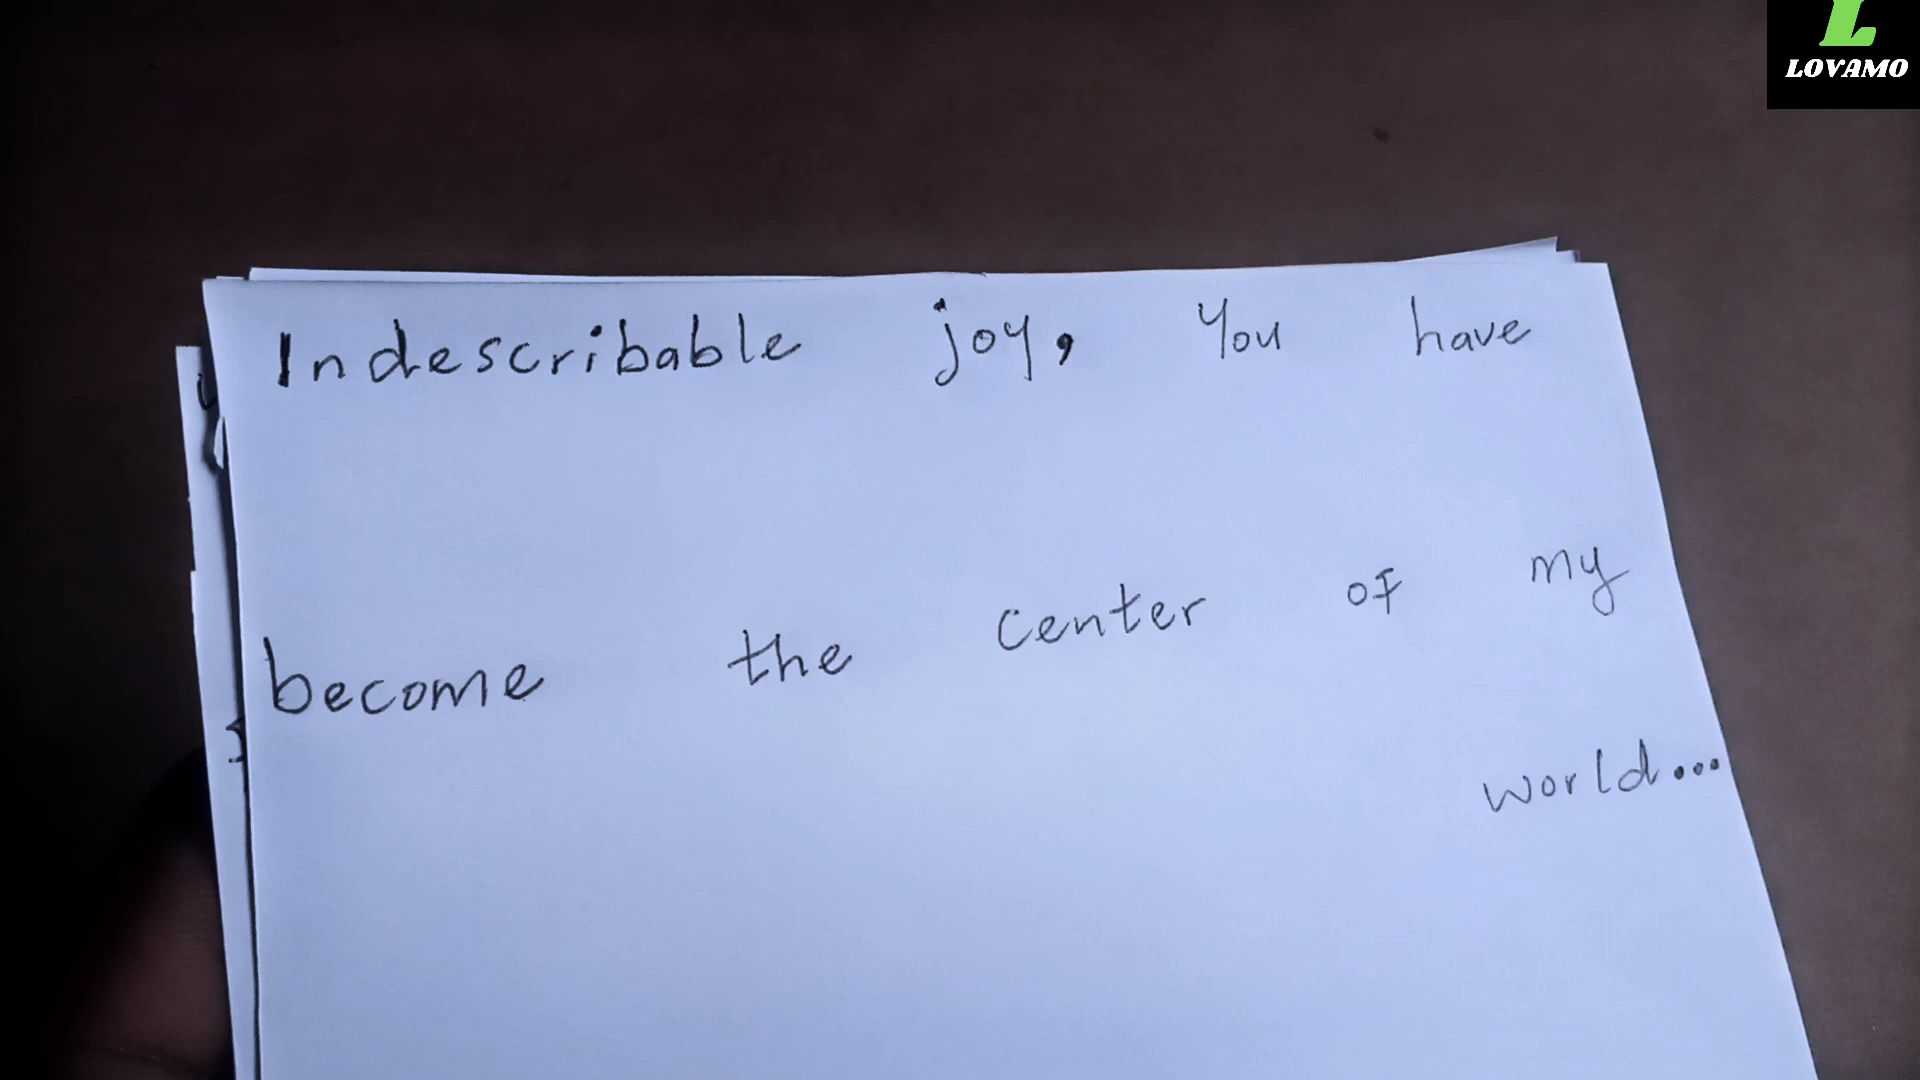 L
LOVAMO
Indescribable joy, You have
become the center of my
world...